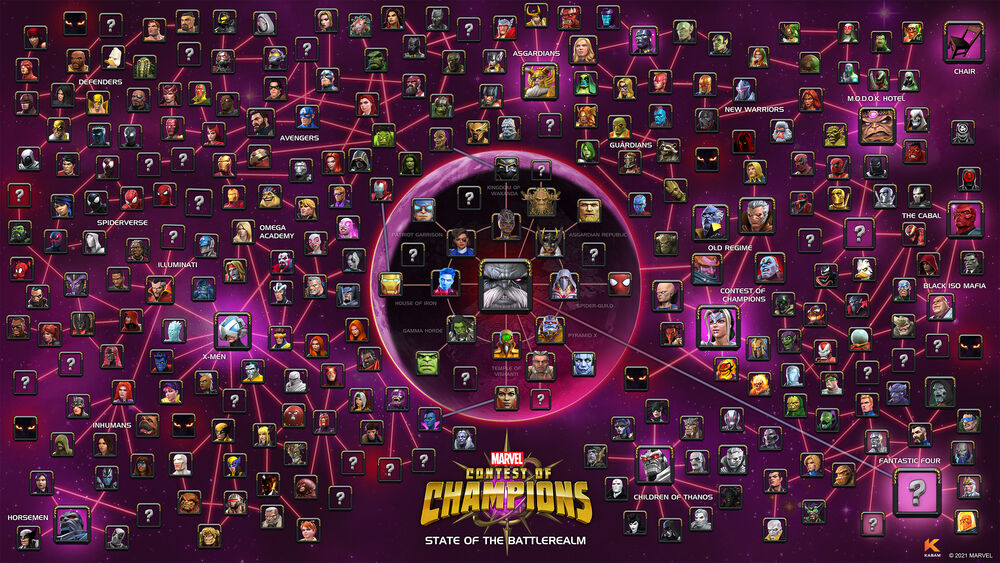 ASGARDIANS
DEFENDERS
CHAIR
AVENGERS
NEW WARRIORS
M.O.D.O.K. HOTEL
GUARDIANS
KINGDOM OF
WAKANDA
SPIDERVERSE
OMEGA
ACADEMY
PATRIOT GARRISON
ASGARDIAN REPUBLIC
THE CABAL
OLD REGIME
ILLUMINATI
CONTEST OF
CHAMPIONS
BLACK ISO MAFIA
HOUSE OF IRON
SPIDER-GUILD
GAMMA HORDE
PYRAMID X
X-MEN
TEMPLE OF
VISHANTI
INHUMANS
MARVEL
CONTEST OF
CHAMPIONS
STATE OF THE BATTLEREALM
FANTASTIC FOUR
CHILDREN OF THANOS
HORSEMEN
K
KABAM
© 2021 MARVEL